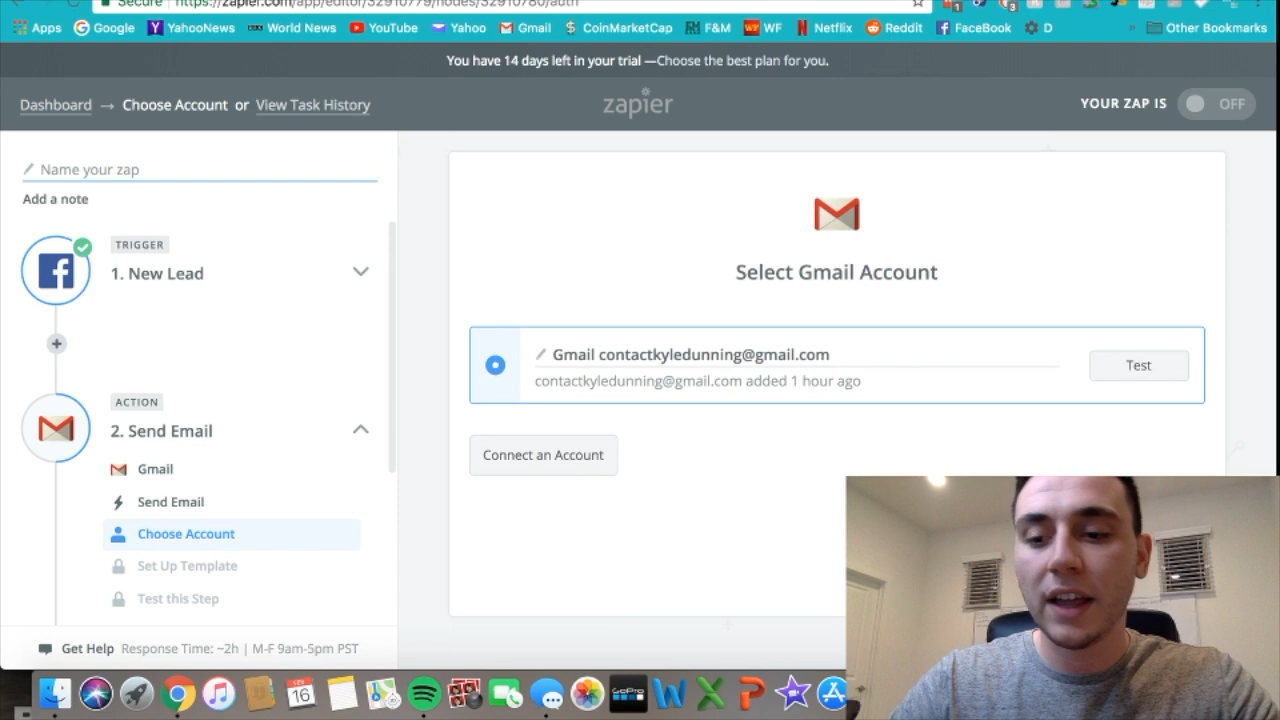 Secure https://zapier.com/app/editor/32910779/nodes/32910780/auth
Apps Google YahooNews World News YouTube Yahoo Gmail CoinMarketCap F&M WF Netflix Reddit FaceBook D » Other Bookmarks
You have 14 days left in your trial —Choose the best plan for you.
Dashboard → Choose Account or View Task History
zapier
YOUR ZAP IS OFF
Name your zap
Add a note
TRIGGER
1. New Lead
ACTION
2. Send Email
Gmail
Send Email
Choose Account
Set Up Template
Test this Step
Get Help Response Time: ~2h | M-F 9am-5pm PST
Select Gmail Account
Gmail contactkyledunning@gmail.com
contactkyledunning@gmail.com added 1 hour ago
Test
Connect an Account
16
GoPro